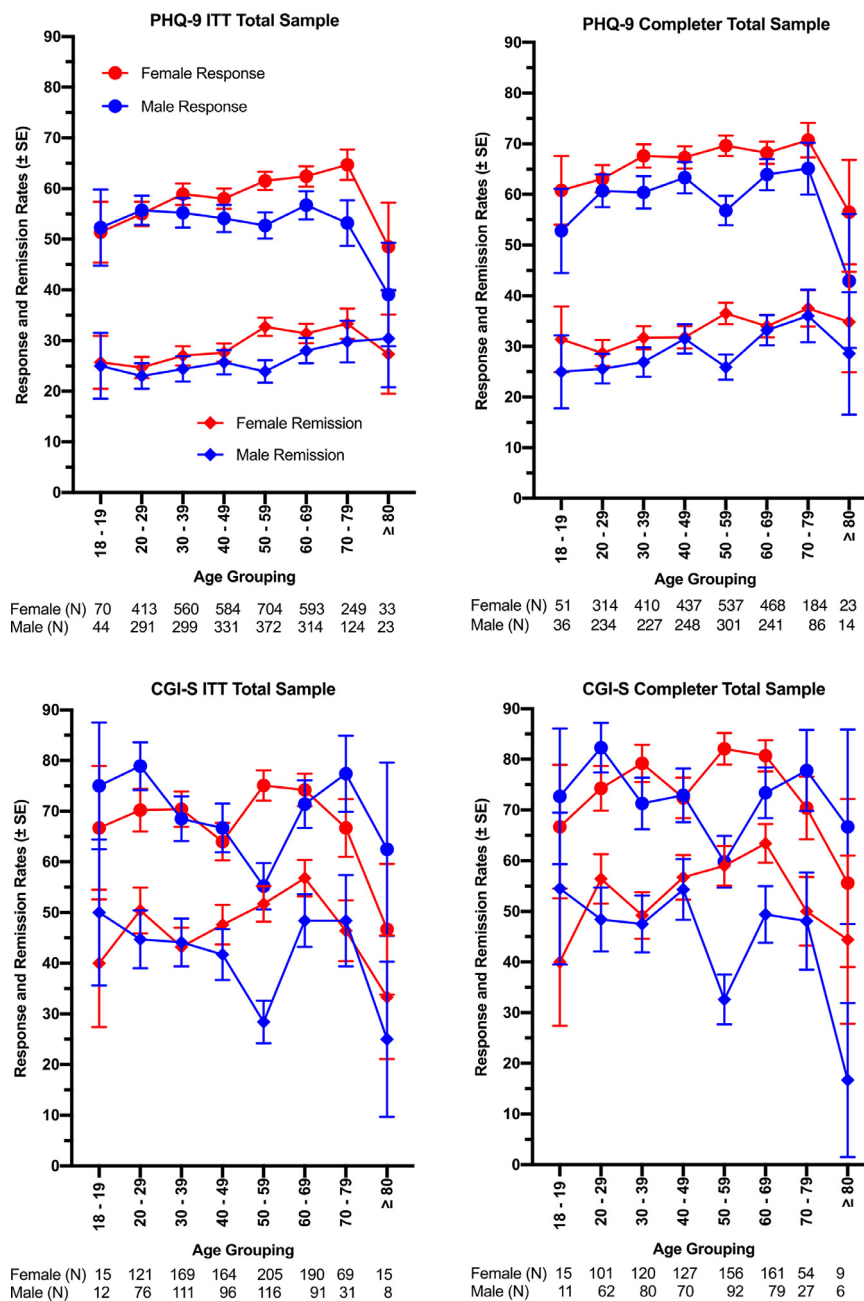 PHQ-9 ITT Total Sample
Response and Remission Rates (± SE)
90
80
70
60
50
40
30
20
10
0
Female Response
Male Response
Female Remission
Male Remission
18 - 19
20 - 29
30 - 39
40 - 49
50 - 59
60 - 69
70 - 79
≥ 80
Age Grouping
Female (N) 70 413 560 584 704 593 249 33
Male (N) 44 291 299 331 372 314 124 23
PHQ-9 Completer Total Sample
Response and Remission Rates (± SE)
90
80
70
60
50
40
30
20
10
0
18 - 19
20 - 29
30 - 39
40 - 49
50 - 59
60 - 69
70 - 79
≥ 80
Age Grouping
Female (N) 51 314 410 437 537 468 184 23
Male (N) 36 234 227 248 301 241 86 14
CGI-S ITT Total Sample
Response and Remission Rates (± SE)
90
80
70
60
50
40
30
20
10
0
18 - 19
20 - 29
30 - 39
40 - 49
50 - 59
60 - 69
70 - 79
≥ 80
Age Grouping
Female (N) 15 121 169 164 205 190 69 15
Male (N) 12 76 111 96 116 91 31 8
CGI-S Completer Total Sample
Response and Remission Rates (± SE)
90
80
70
60
50
40
30
20
10
0
18 - 19
20 - 29
30 - 39
40 - 49
50 - 59
60 - 69
70 - 79
≥ 80
Age Grouping
Female (N) 15 101 120 127 156 161 54 9
Male (N) 11 62 80 70 92 79 27 6